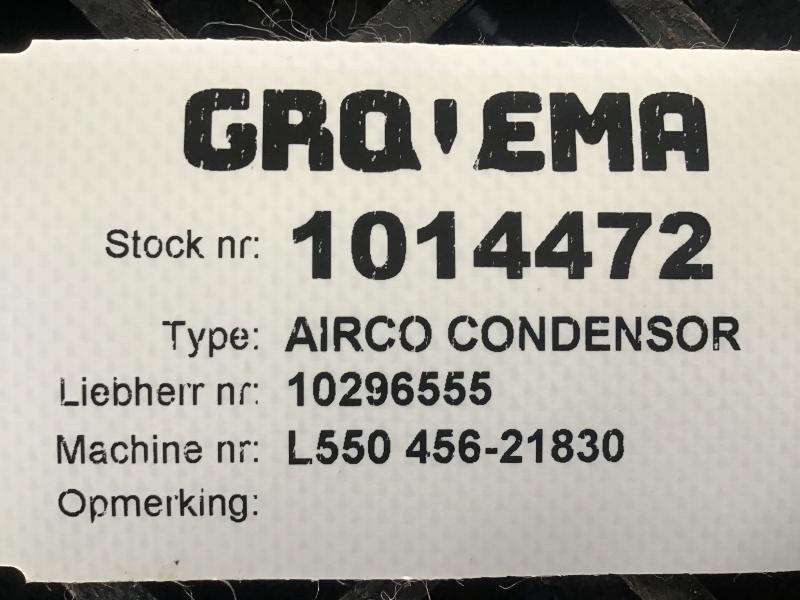 GRO'EMA
Stock nr: 1014472
Type: AIRCO CONDENSOR
Liebherr nr: 10296555
Machine nr: L550 456-21830
Opmerking: